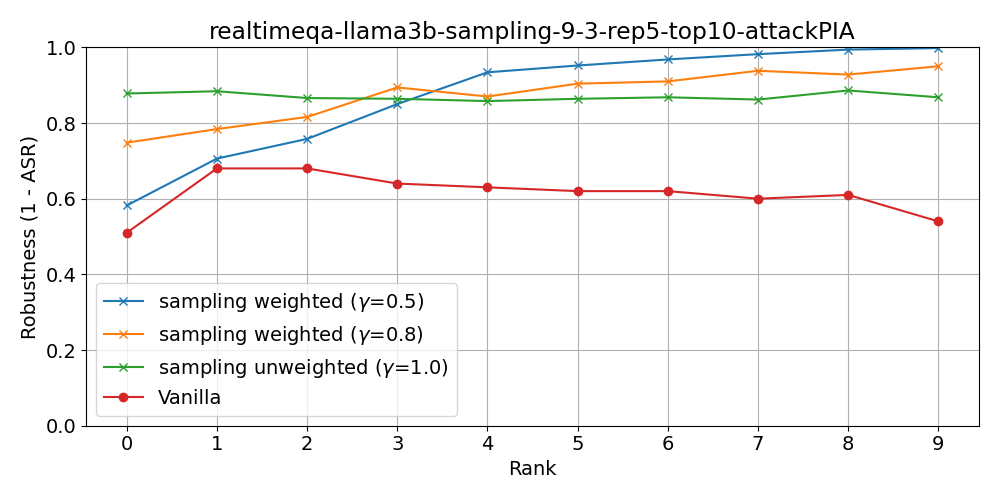 realtimeqa-llama3b-sampling-9-3-rep5-top10-attackPIA
Robustness (1 - ASR)
1.0
0.8
0.6
0.4
0.2
0.0
sampling weighted (γ=0.5)
sampling weighted (γ=0.8)
sampling unweighted (γ=1.0)
Vanilla
0 1 2 3 4 5 6 7 8 9
Rank